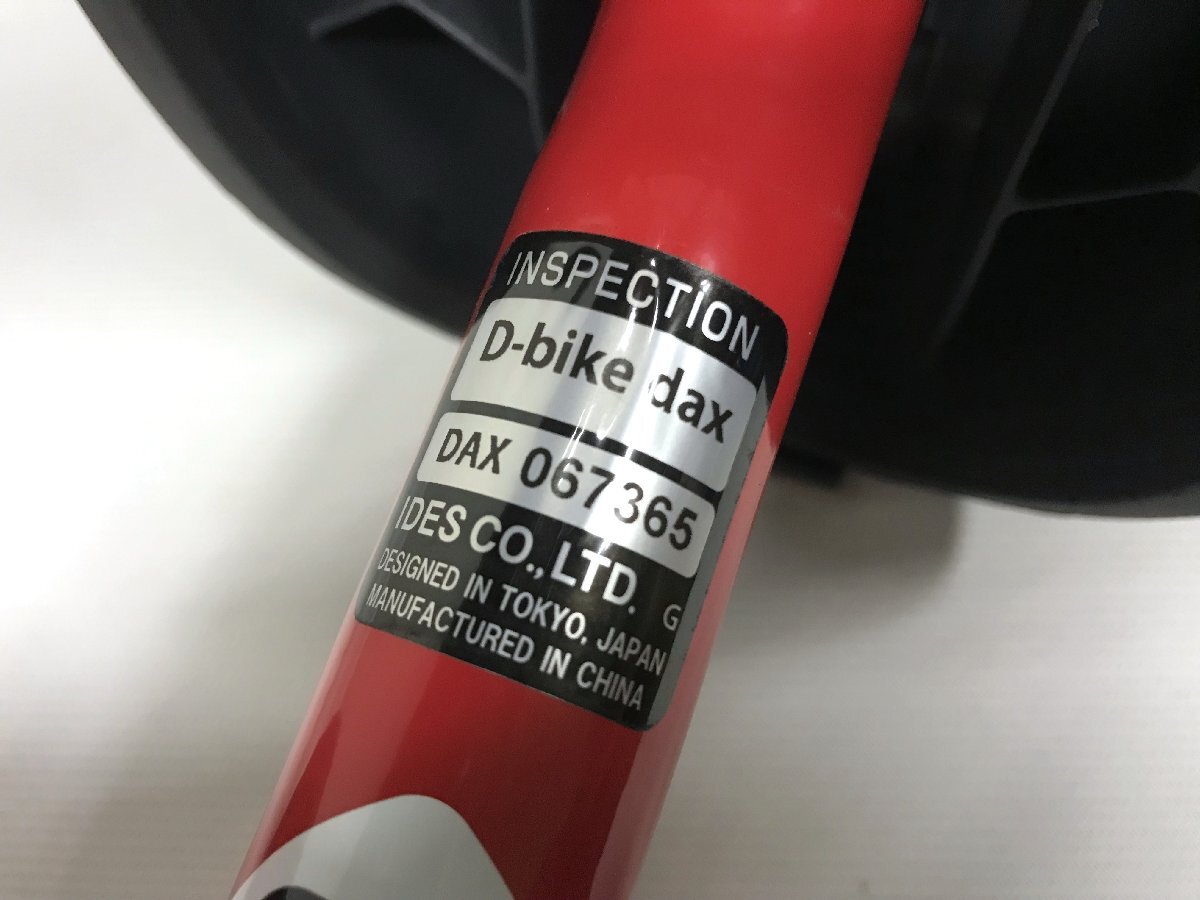 INSPECTION
D-bike dax
DAX 067365
IDES CO., LTD. G
DESIGNED IN TOKYO. JAPAN
MANUFACTURED IN CHINA